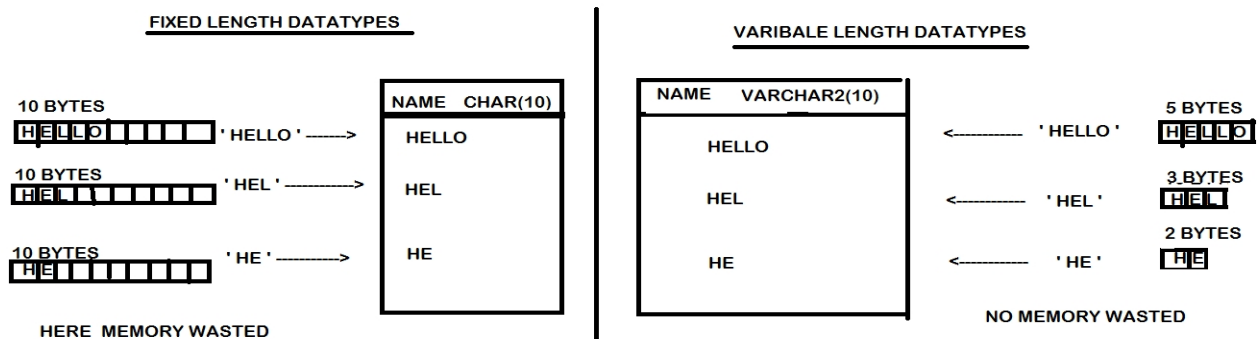 FIXED LENGTH DATATYPES
10 BYTES
HELLO
' HELLO ' ------->
10 BYTES
HEL
' HEL ' ----------->
10 BYTES
HE
' HE ' ----------->
NAME CHAR(10)
HELLO
HEL
HE
HERE MEMORY WASTED
VARIBALE LENGTH DATATYPES
NAME VARCHAR2(10)
HELLO
HEL
HE
5 BYTES
<------------ ' HELLO '
HELLO
3 BYTES
<------------ ' HEL '
HEL
2 BYTES
<------------ ' HE '
HE
NO MEMORY WASTED